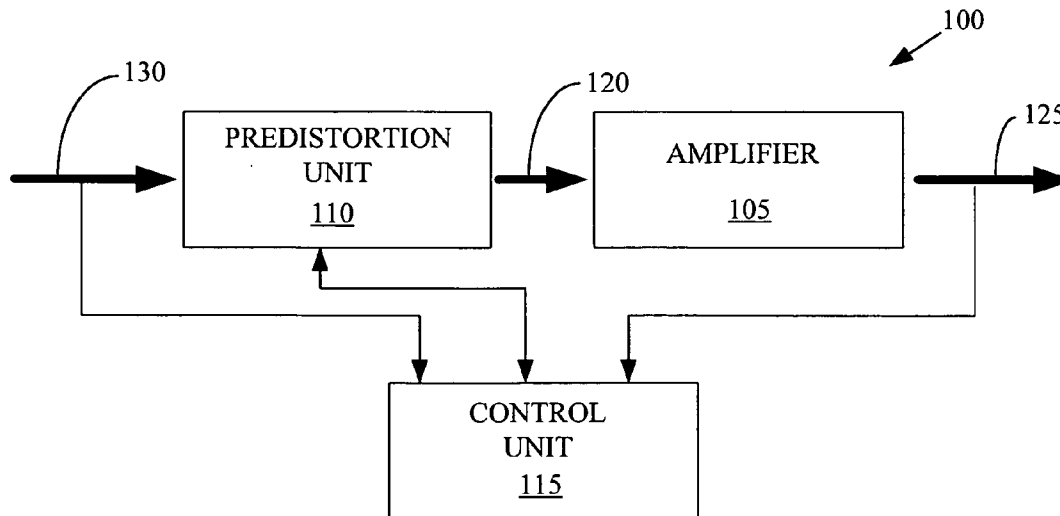 100
130
120
125
PREDISTORTION
UNIT
110
AMPLIFIER
105
CONTROL
UNIT
115